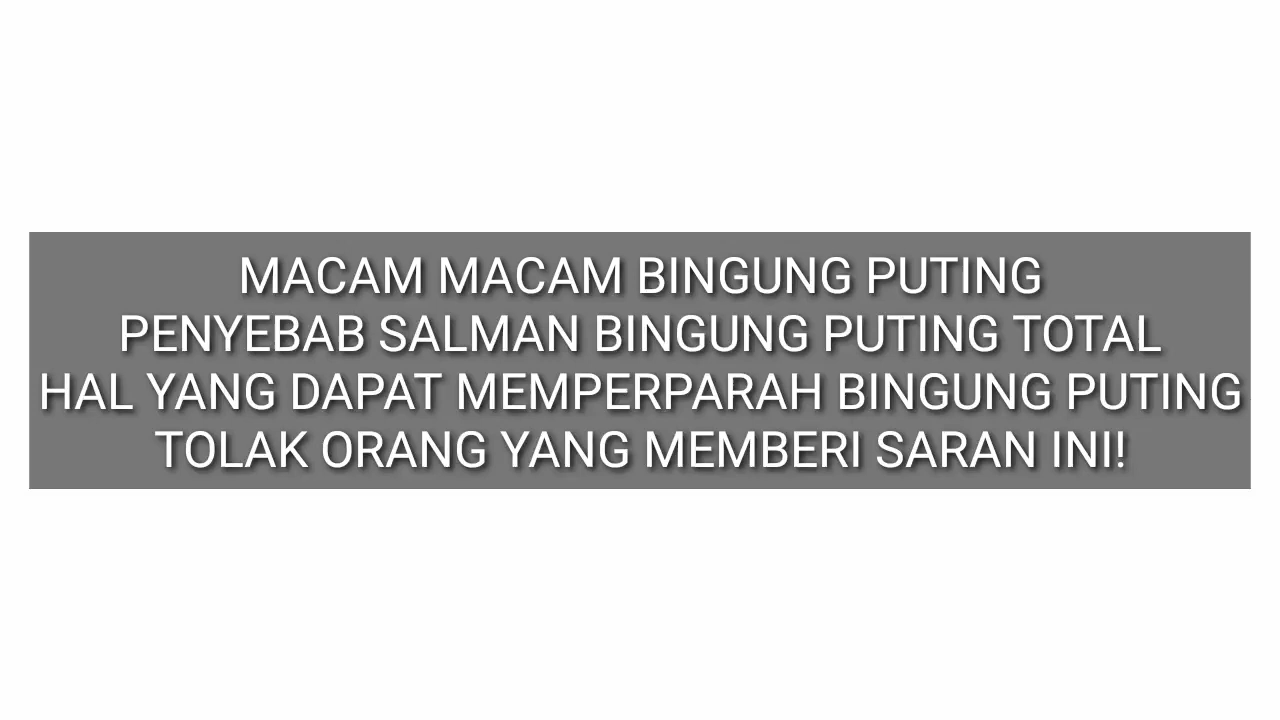 MACAM MACAM BINGUNG PUTING
PENYEBAB SALMAN BINGUNG PUTING TOTAL
HAL YANG DAPAT MEMPERPARAH BINGUNG PUTING
TOLAK ORANG YANG MEMBERI SARAN INI!